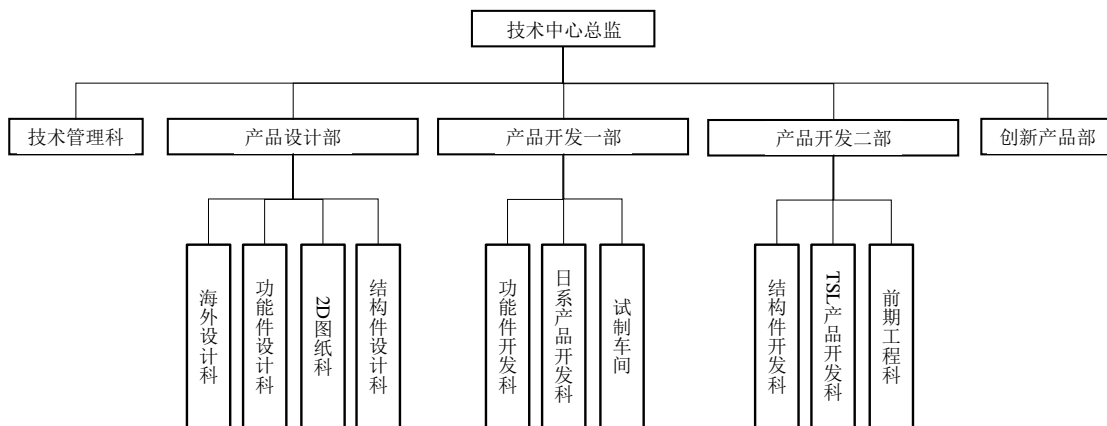 技术中心总监
技术管理科
产品设计部
产品开发一部
产品开发二部
创新产品部
海外设计科
功能件设计科
2D图纸科
结构件设计科
功能件开发科
日系产品开发科
试制车间
结构件开发科
TSL产品开发科
前期工程科